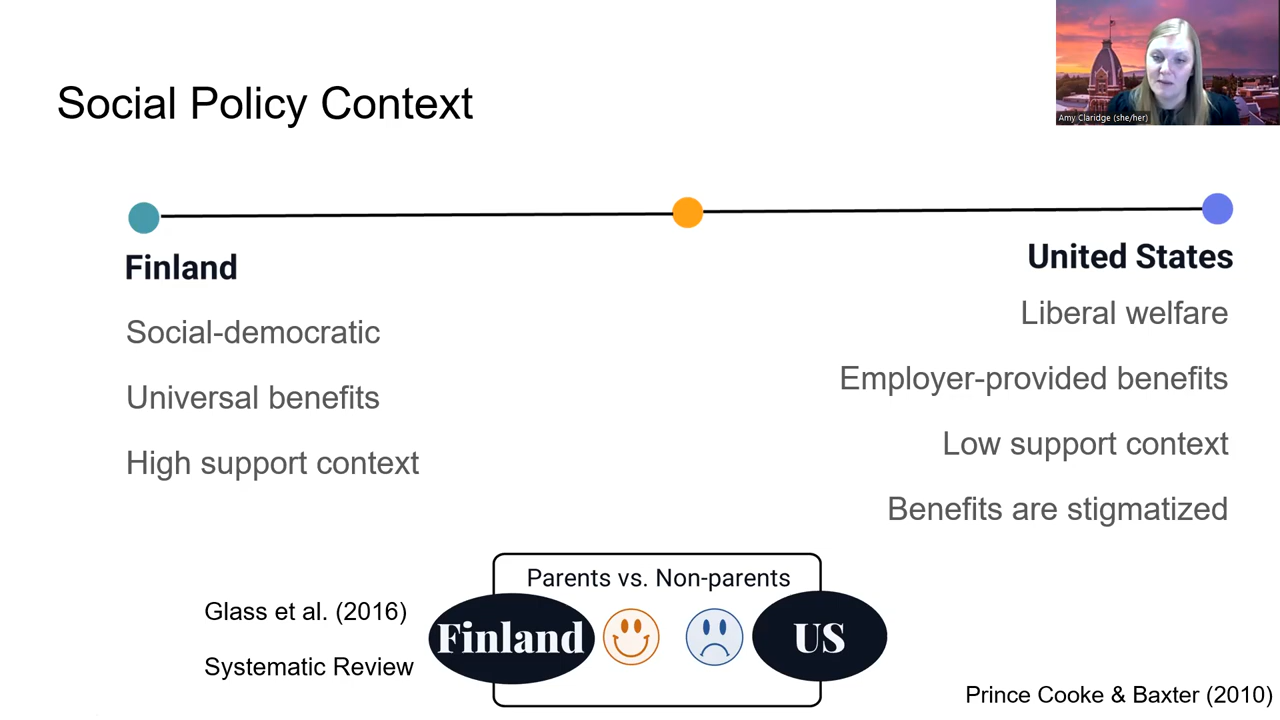 Amy Claridge (she/her)
Social Policy Context
Finland
Social-democratic
Universal benefits
High support context
United States
Liberal welfare
Employer-provided benefits
Low support context
Benefits are stigmatized
Glass et al. (2016)
Systematic Review
Parents vs. Non-parents
Finland
US
Prince Cooke & Baxter (2010)